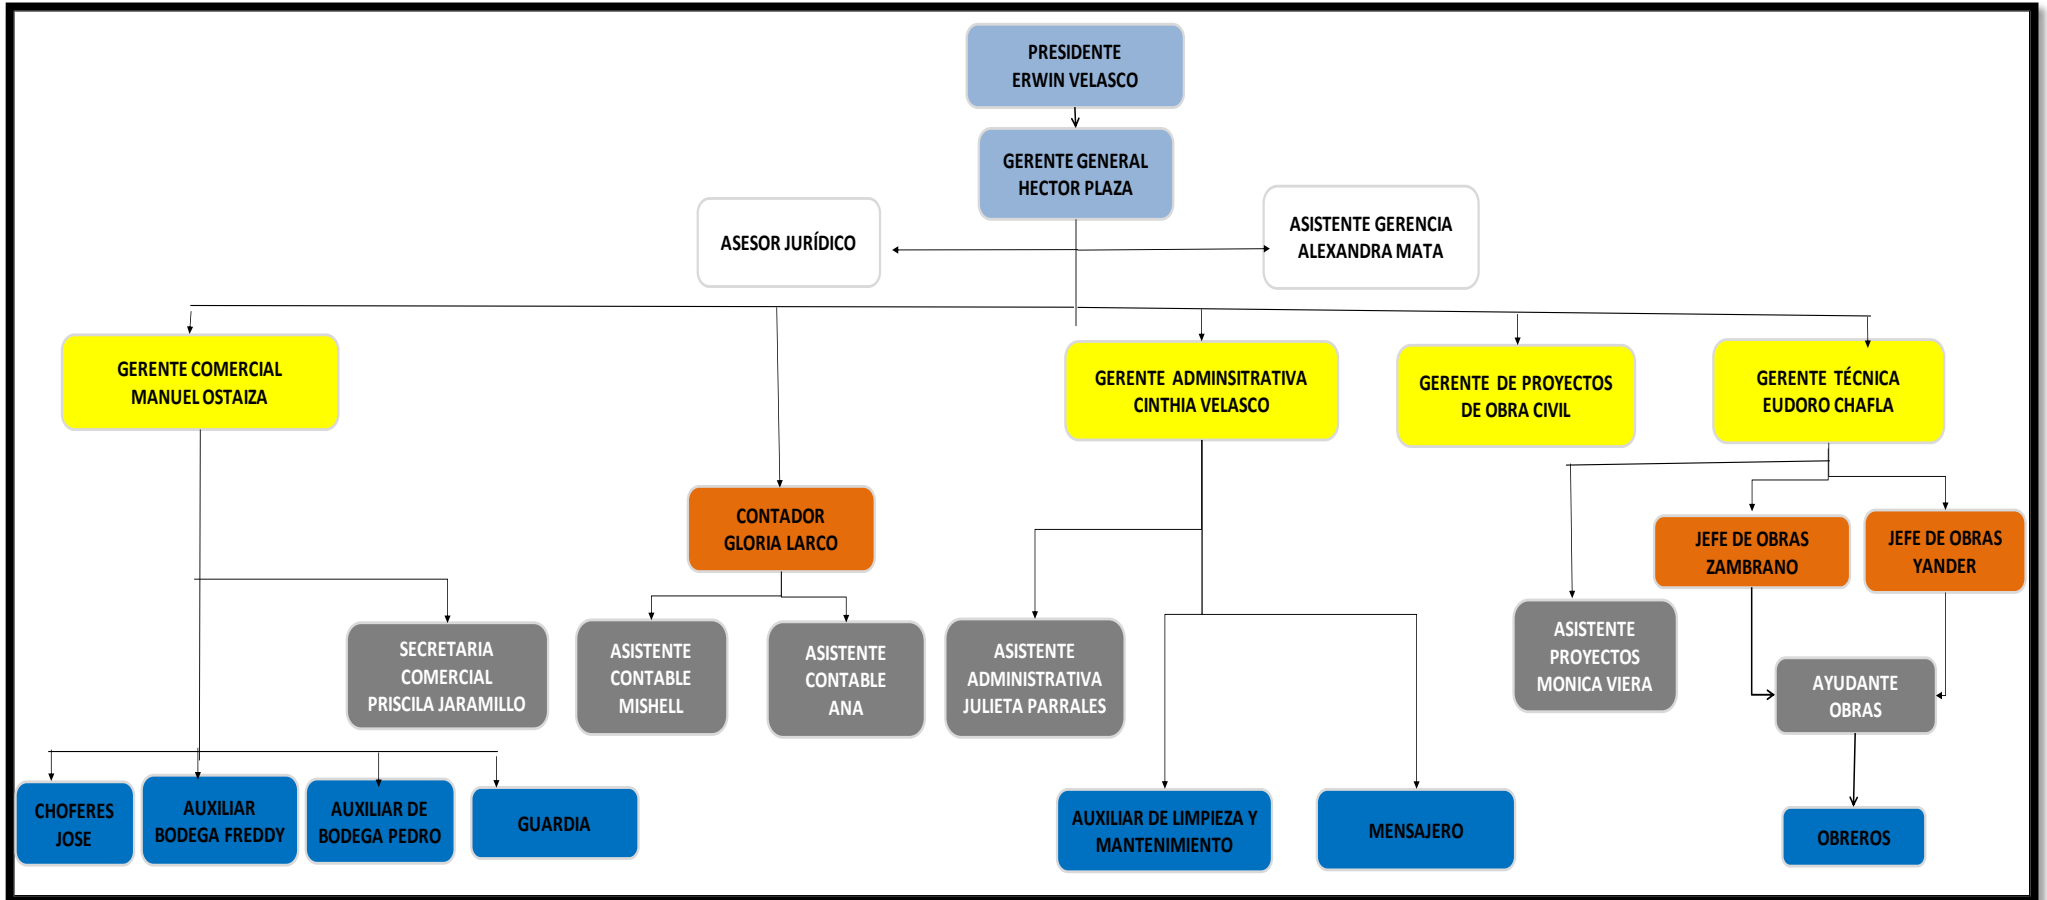 PRESIDENTE
ERWIN VELASCO
GERENTE GENERAL
HECTOR PLAZA
ASESOR JURÍDICO
ASISTENTE GERENCIA
ALEXANDRA MATA
GERENTE COMERCIAL
MANUEL OSTAIZA
GERENTE ADMINSITRATIVA
CINTHIA VELASCO
GERENTE DE PROYECTOS
DE OBRA CIVIL
GERENTE TÉCNICA
EUDORO CHAFLA
CONTADOR
GLORIA LARCO
JEFE DE OBRAS
ZAMBRANO
JEFE DE OBRAS
YANDER
SECRETARIA
COMERCIAL
PRISCILA JARAMILLO
ASISTENTE
CONTABLE
MISHELL
ASISTENTE
CONTABLE
ANA
ASISTENTE
ADMINISTRATIVA
JULIETA PARRALES
ASISTENTE
PROYECTOS
MONICA VIERA
AYUDANTE
OBRAS
CHOFERES
JOSE
AUXILIAR
BODEGA FREDDY
AUXILIAR DE
BODEGA PEDRO
GUARDIA
AUXILIAR DE LIMPIEZA Y
MANTENIMIENTO
MENSAJERO
OBREROS